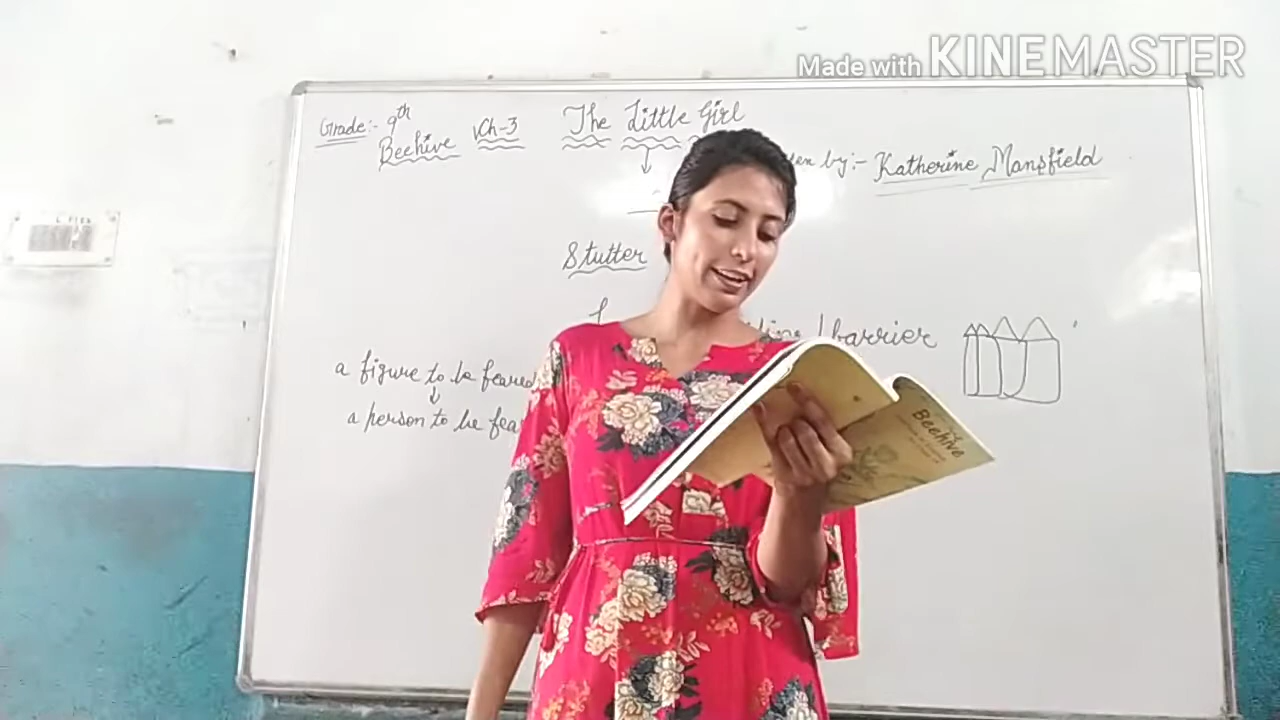 Made with KINEMASTER
Grade:- 9th
Beehive Ch-3 The Little Girl
by:- Katherine Mansfield
Stutter
barrier
a figure to be feared
a person to be
Beehive